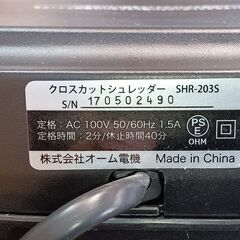 クロスカットシュレッダー SHR-203S
S/N 170502490
定格：AC 100V 50/60Hz 1.5A
定格時間：2分/休止時間40分
PS
E
OHM
株式会社オーム電機 Made in China